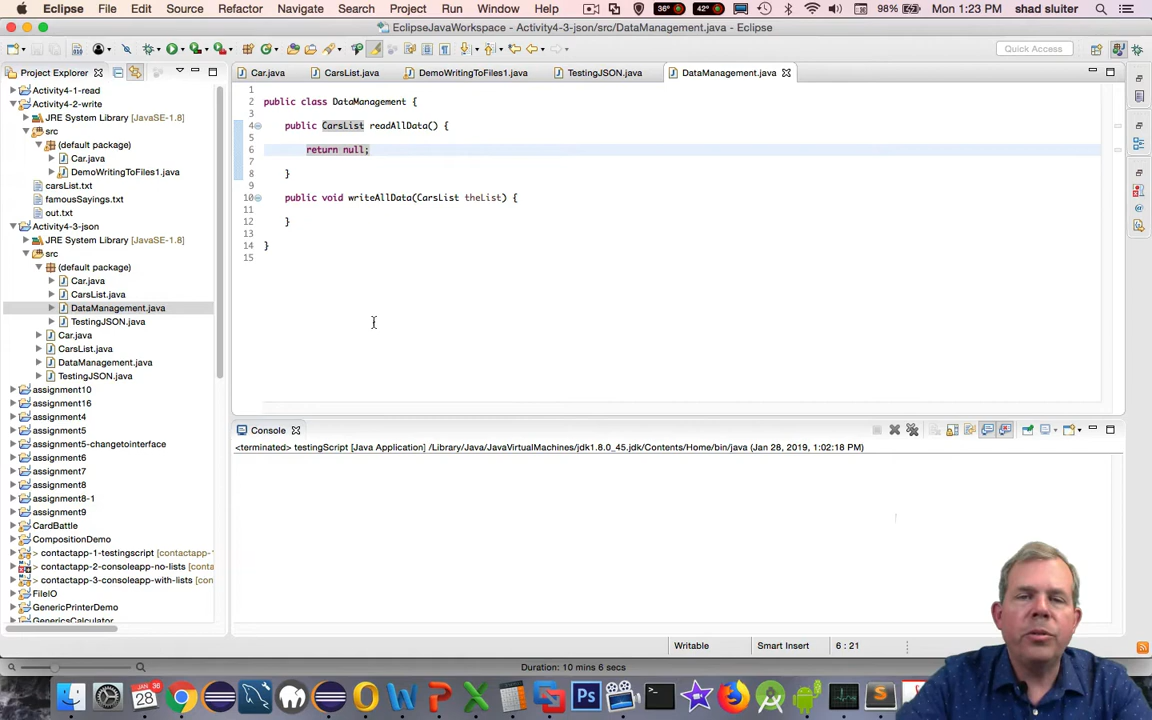 Eclipse File Edit Source Refactor Navigate Search Project Run Window Help 36° 42° 98% Mon 1:23 PM shad sluiter
EclipseJavaWorkspace - Activity4-3-json/src/DataManagement.java - Eclipse
Quick Access
Project Explorer
Car.java CarsList.java DemoWritingToFiles1.java TestingJSON.java DataManagement.java
Activity4-1-read
Activity4-2-write
JRE System Library [JavaSE-1.8]
src
(default package)
Car.java
DemoWritingToFiles1.java
carsList.txt
famousSayings.txt
out.txt
Activity4-3-json
JRE System Library [JavaSE-1.8]
src
(default package)
Car.java
CarsList.java
DataManagement.java
TestingJSON.java
Car.java
CarsList.java
DataManagement.java
TestingJSON.java
assignment10
assignment16
assignment4
assignment5
assignment5-changetointerface
assignment6
assignment7
assignment8
assignment8-1
assignment9
CardBattle
CompositionDemo
> contactapp-1-testingscript [contactapp-
> contactapp-2-consoleapp-no-lists [conta
> contactapp-3-consoleapp-with-lists [con
FileIO
GenericPrinterDemo
GenericsCalculator
1
2 public class DataManagement {
3
4 public CarsList readAllData() {
5
6 return null;
7
8 }
9
10 public void writeAllData(CarsList theList) {
11
12 }
13
14 }
15
Console
<terminated> testingScript [Java Application] /Library/Java/JavaVirtualMachines/jdk1.8.0_45.jdk/Contents/Home/bin/java (Jan 28, 2019, 1:02:18 PM)
Writable Smart Insert 6 : 21
Duration: 10 mins 6 secs